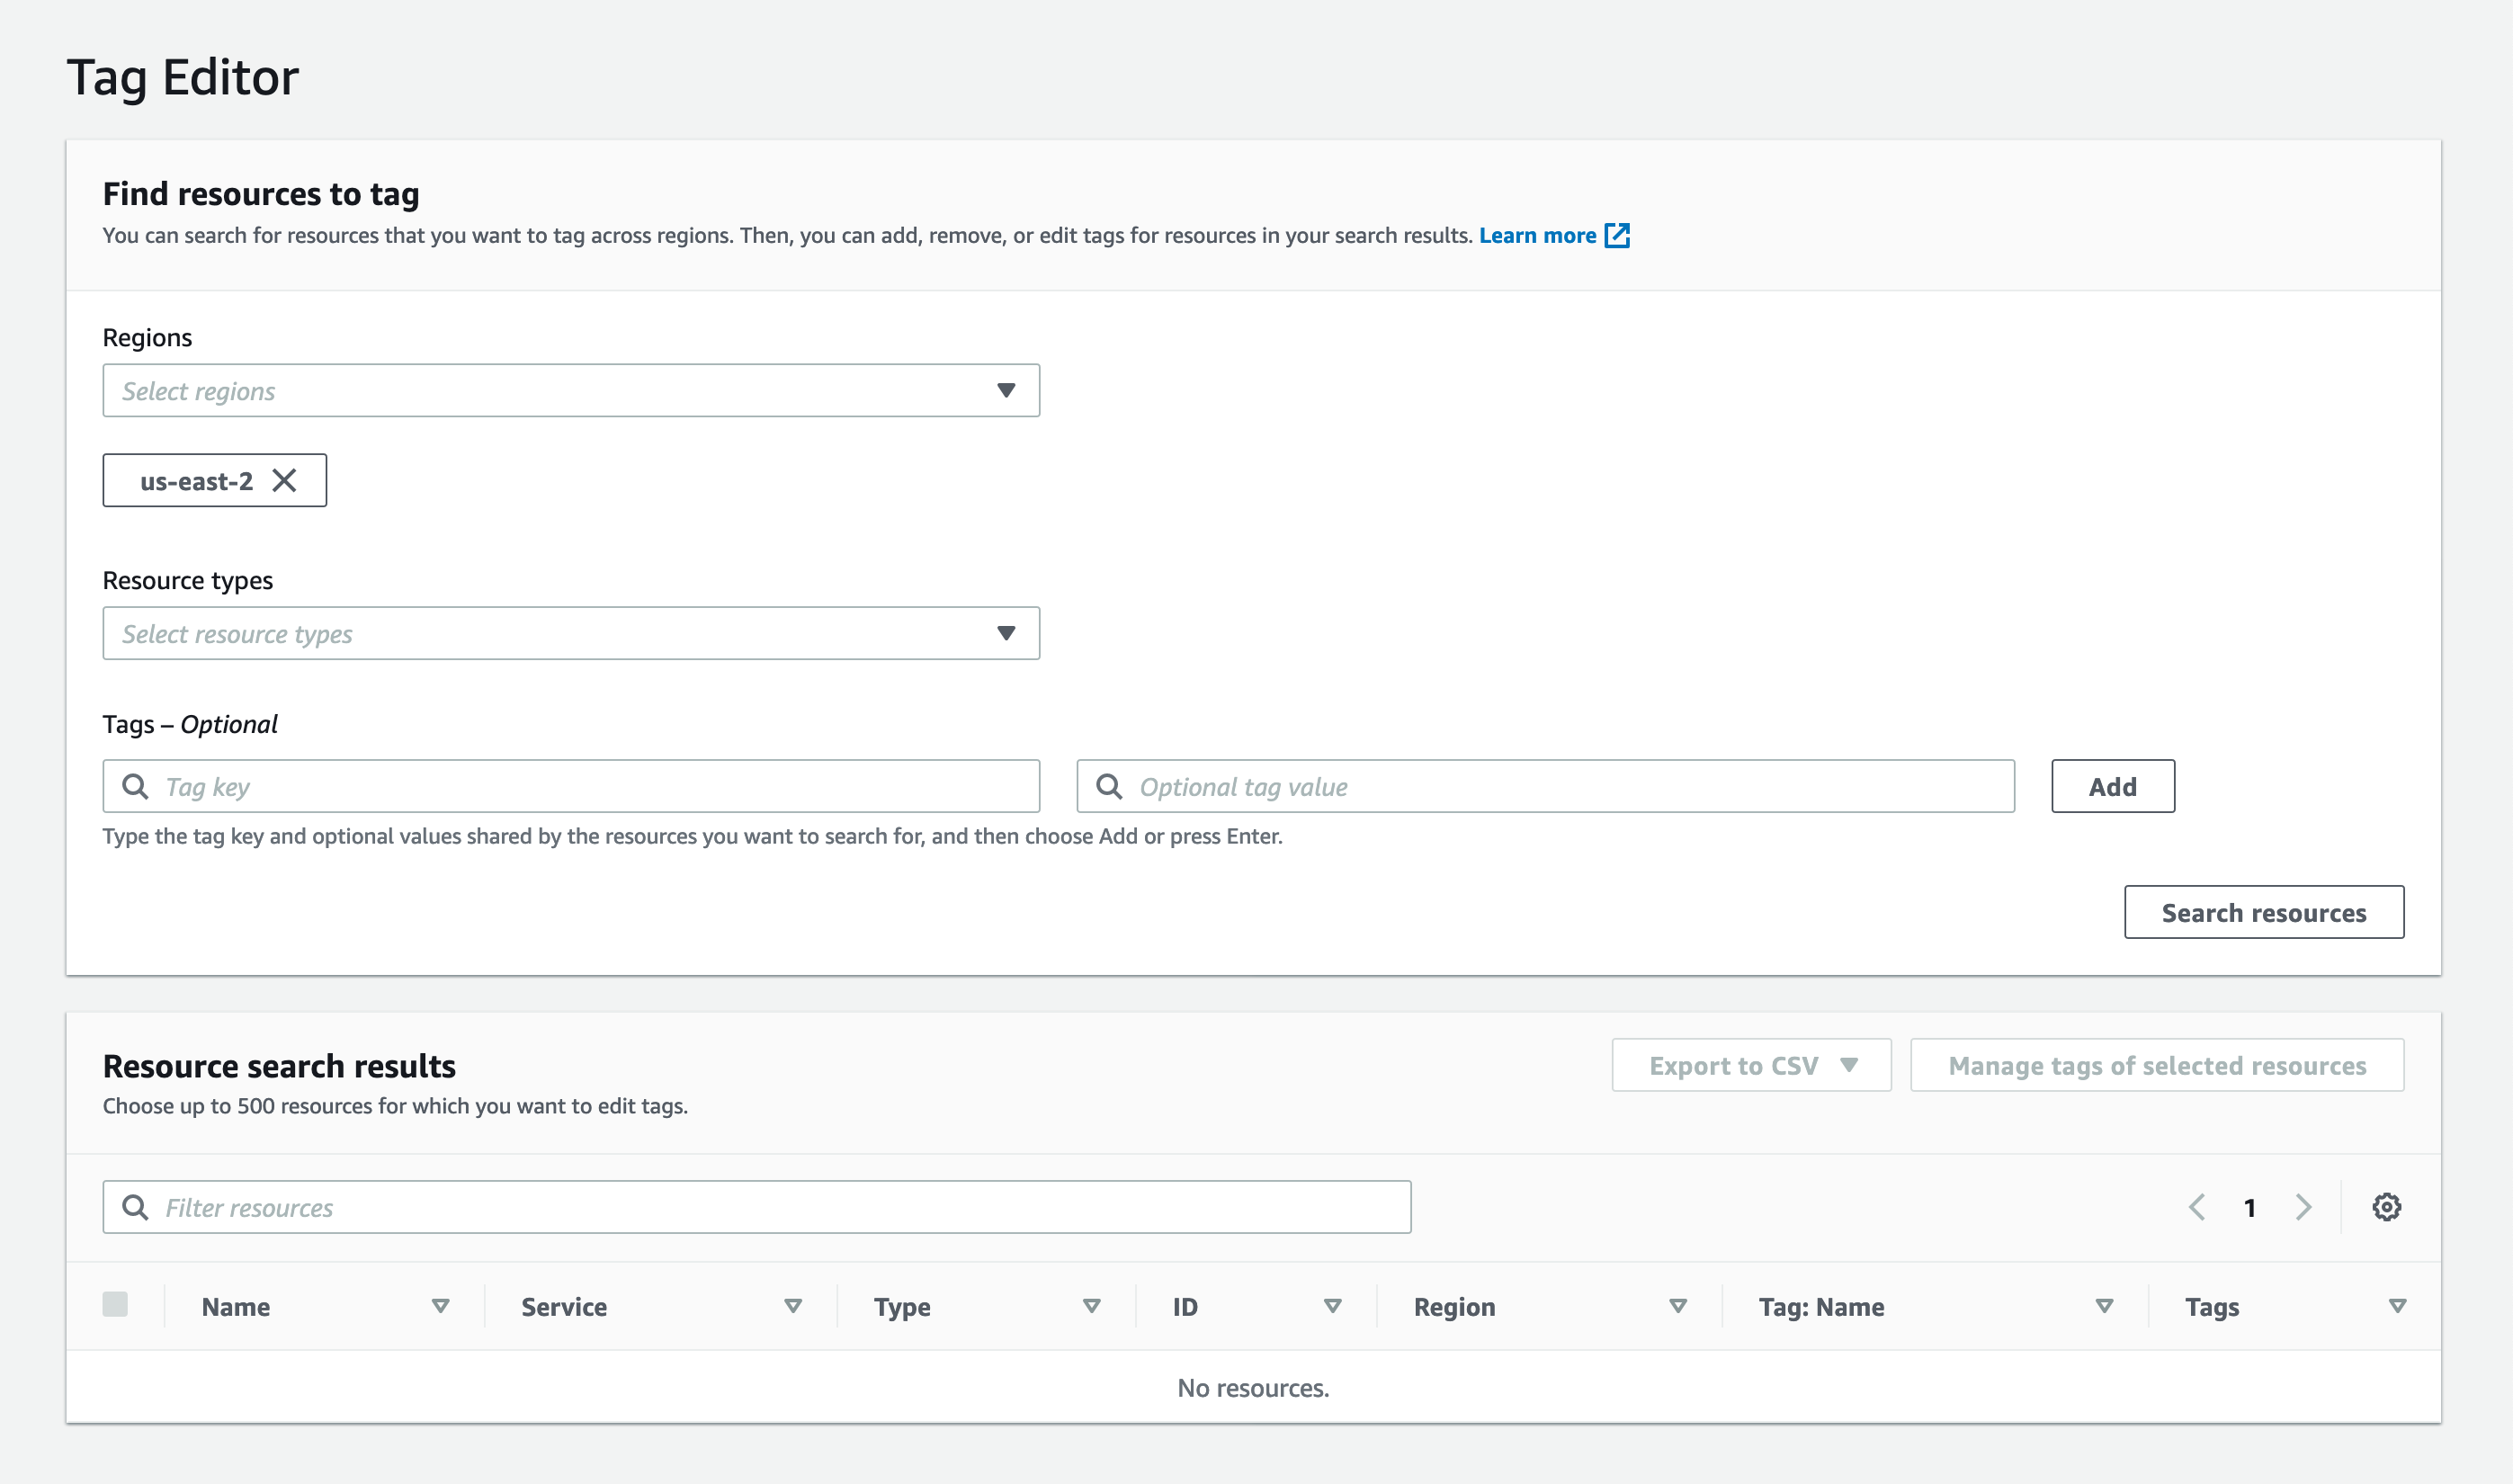 Tag Editor
Find resources to tag
You can search for resources that you want to tag across regions. Then, you can add, remove, or edit tags for resources in your search results. Learn more
Regions
Select regions
us-east-2
Resource types
Select resource types
Tags – Optional
Tag key
Optional tag value
Add
Type the tag key and optional values shared by the resources you want to search for, and then choose Add or press Enter.
Search resources
Resource search results
Export to CSV
Manage tags of selected resources
Choose up to 500 resources for which you want to edit tags.
Filter resources
1
Name Service Type ID Region Tag: Name Tags
No resources.